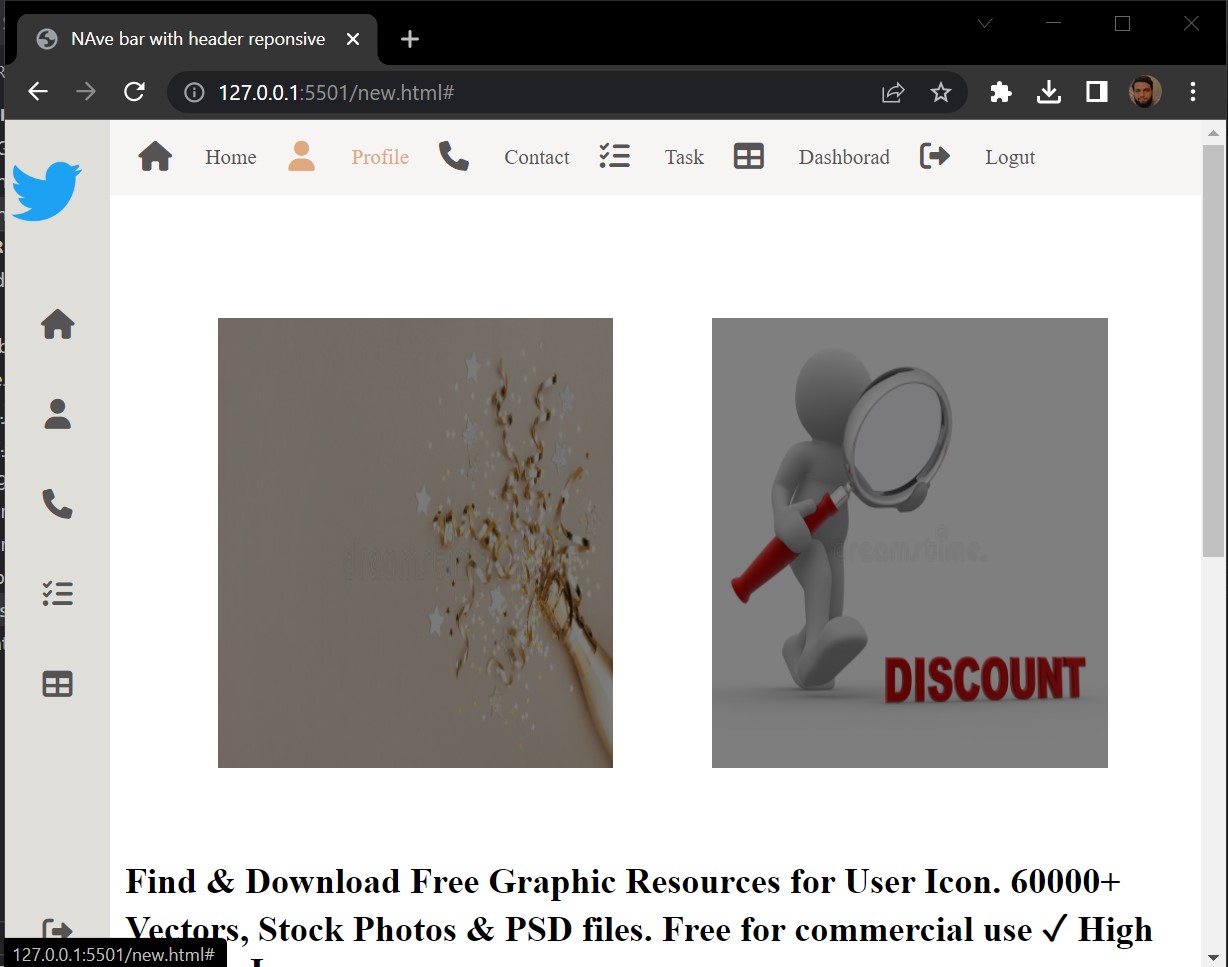 NAve bar with header reponsive
127.0.0.1:5501/new.html#
Home Profile Contact Task Dashborad Logut
dreamstime.
DISCOUNT
Find & Download Free Graphic Resources for User Icon. 60000+
Vectors, Stock Photos & PSD files. Free for commercial use ✓ High
127.0.0.1:5501/new.html#